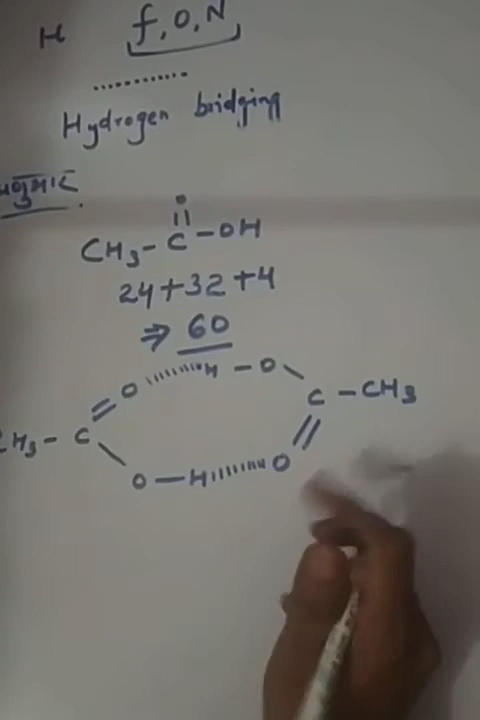 H f, O, N
Hydrogen bridging
O
CH3-C-OH
24+32+4
⇒ 60
O H-O
H3-C C-CH3
O-H O